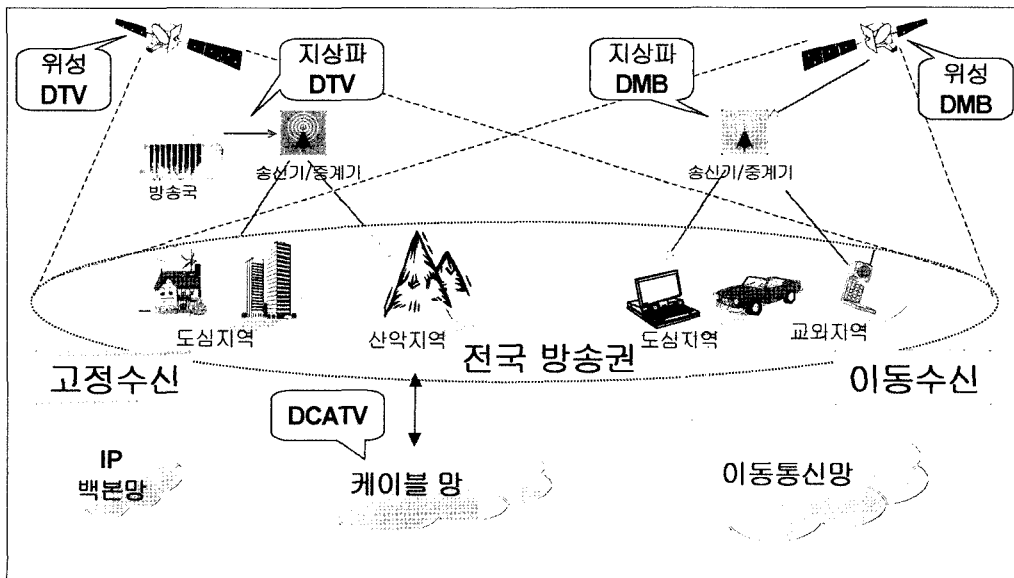 위성
DTV
지상파
DTV
지상파
DMB
위성
DMB
방송국
송신기/중계기
송신기/중계기
도심지역
산악지역
전국 방송권
도심지역
교외지역
고정수신
이동수신
DCATV
IP
백본망
케이블 망
이동통신망